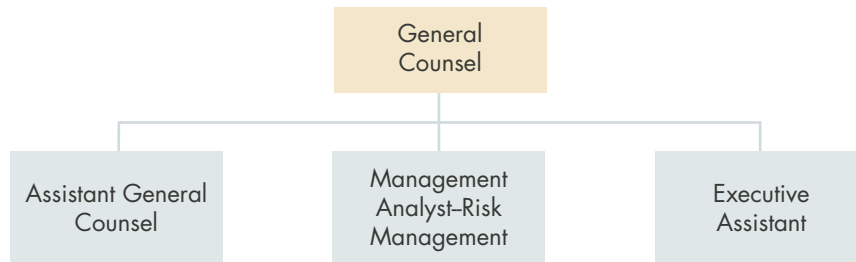 General
Counsel
Assistant General
Counsel
Management
Analyst–Risk
Management
Executive
Assistant